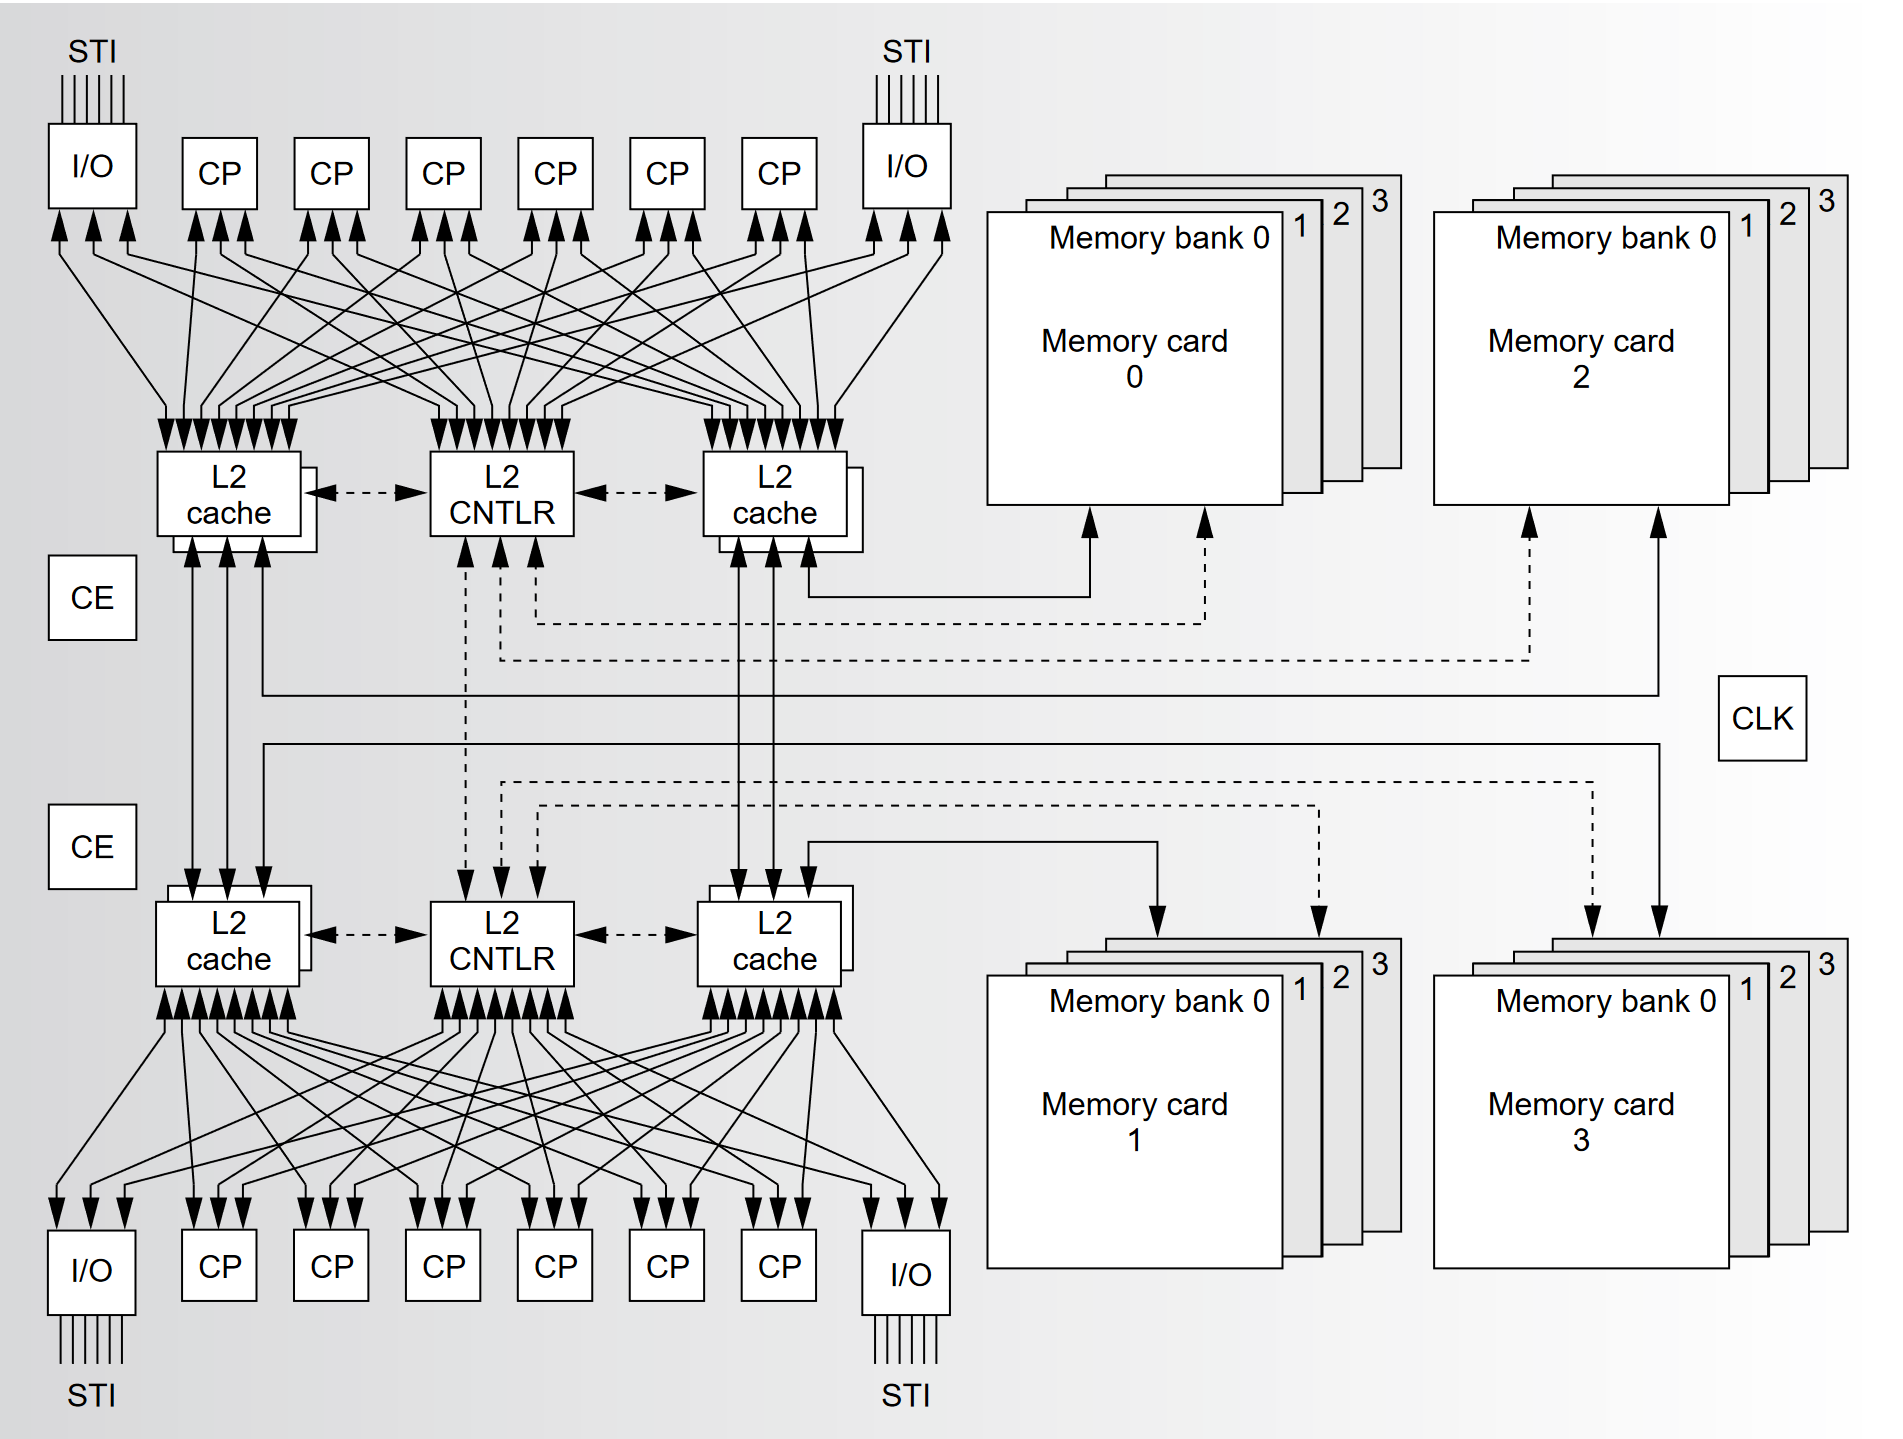 STI
STI
I/O
CP
CP
CP
CP
CP
CP
I/O
Memory bank 0
1
2
3
Memory card
0
Memory bank 0
1
2
3
Memory card
2
L2
cache
L2
CNTLR
L2
cache
CE
CLK
CE
L2
cache
L2
CNTLR
L2
cache
Memory bank 0
1
2
3
Memory card
1
Memory bank 0
1
2
3
Memory card
3
I/O
CP
CP
CP
CP
CP
CP
I/O
STI
STI